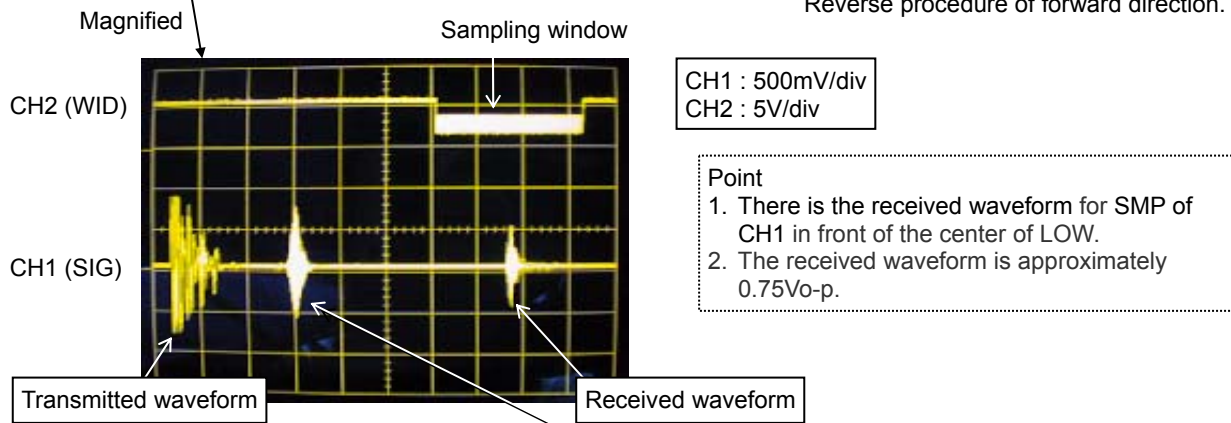 Reverse procedure of forward direction.
Magnified
Sampling window
CH2 (WID)
CH1 : 500mV/div
CH2 : 5V/div
Point
1. There is the received waveform for SMP of
CH1 in front of the center of LOW.
2. The received waveform is approximately
0.75Vo-p.
CH1 (SIG)
Transmitted waveform
Received waveform